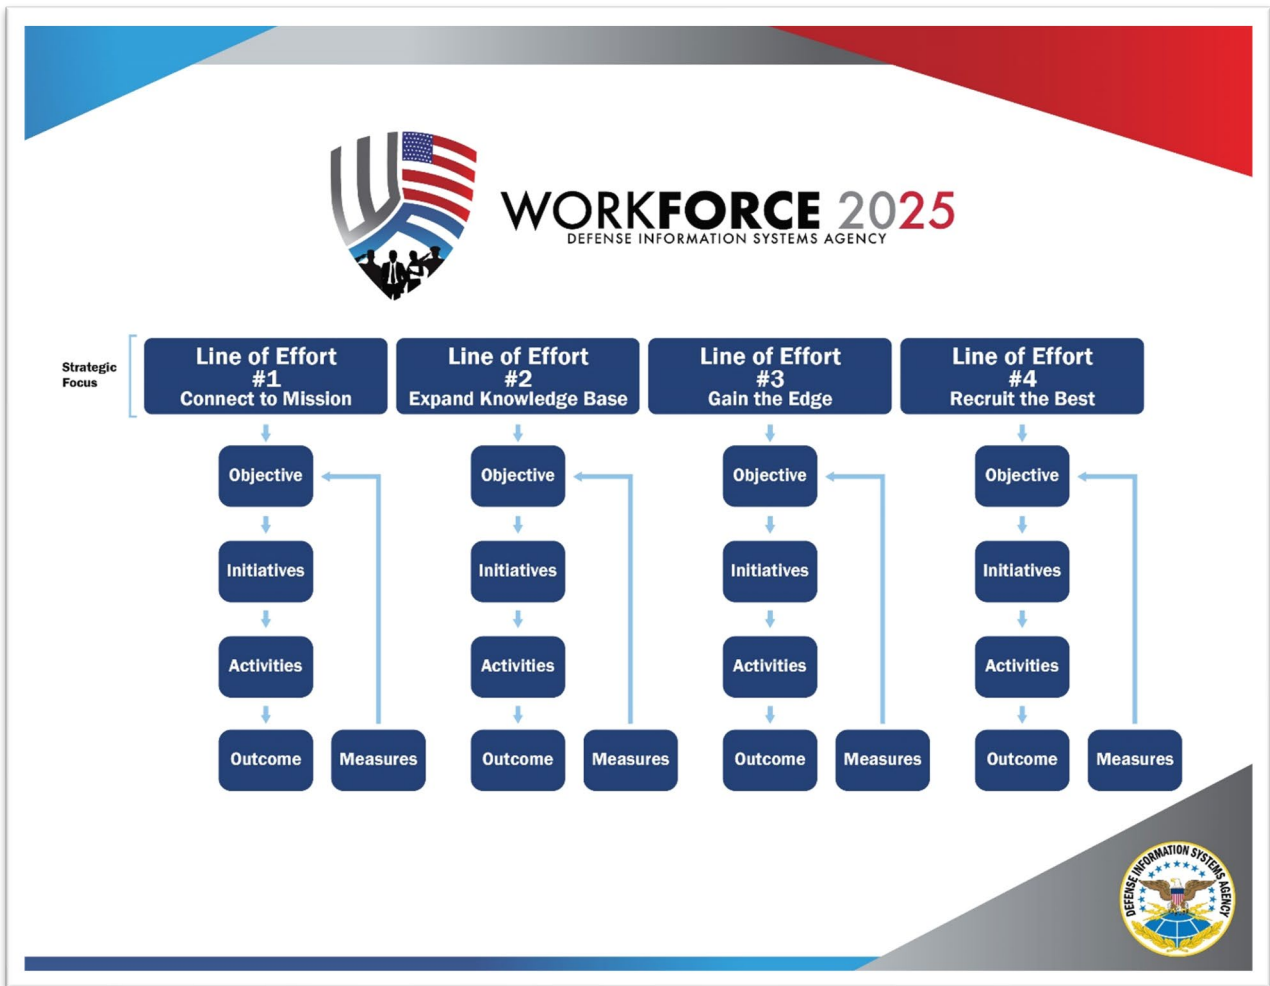 WORKFORCE 2025
DEFENSE INFORMATION SYSTEMS AGENCY
Strategic
Focus
Line of Effort
#1
Connect to Mission
Line of Effort
#2
Expand Knowledge Base
Line of Effort
#3
Gain the Edge
Line of Effort
#4
Recruit the Best
Objective
Objective
Objective
Objective
Initiatives
Initiatives
Initiatives
Initiatives
Activities
Activities
Activities
Activities
Outcome
Measures
Outcome
Measures
Outcome
Measures
Outcome
Measures
DEFENSE INFORMATION SYSTEMS AGENCY